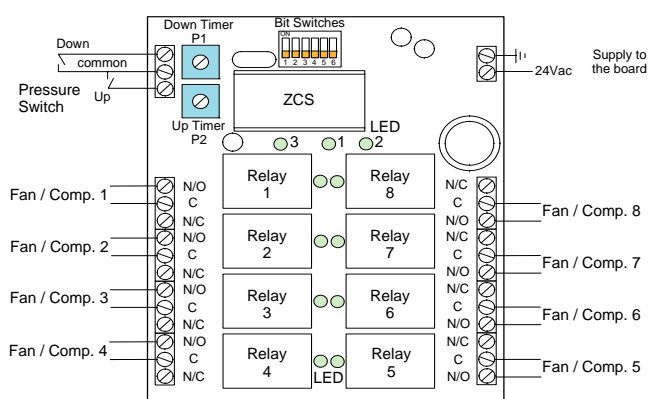 Down Timer
P1
Bit Switches
ON
1 2 3 4 5 6
Down
common
Pressure
Switch
Up
Up Timer
P2
ZCS
LED
3
1
2
24Vac
Supply to
the board
Fan / Comp. 1
N/O
C
N/C
Relay
1
Relay
8
N/C
C
N/O
Fan / Comp. 8
Fan / Comp. 2
N/O
C
N/C
Relay
2
Relay
7
N/C
C
N/O
Fan / Comp. 7
Fan / Comp. 3
N/O
C
N/C
Relay
3
Relay
6
N/C
C
N/O
Fan / Comp. 6
Fan / Comp. 4
N/O
C
N/C
Relay
4
LED
Relay
5
N/C
C
N/O
Fan / Comp. 5